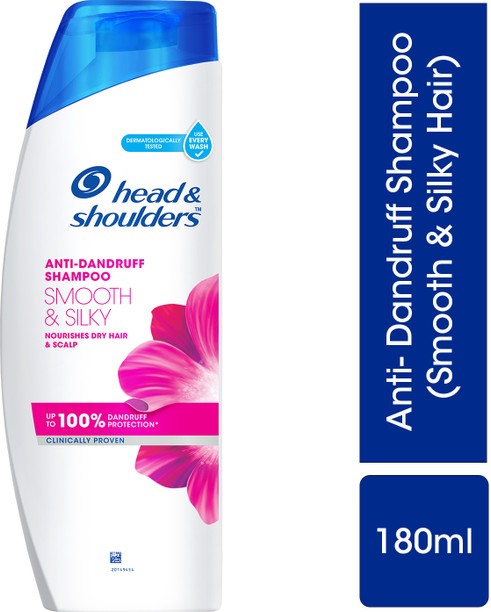 DERMATOLOGICALLY
TESTED
USE
EVERY
WASH
head &
shoulders™
ANTI-DANDRUFF
SHAMPOO
SMOOTH
& SILKY
NOURISHES DRY HAIR
& SCALP
UP
TO 100% DANDRUFF
PROTECTION*
CLINICALLY PROVEN
Anti- Dandruff Shampoo
(Smooth & Silky Hair)
180ml